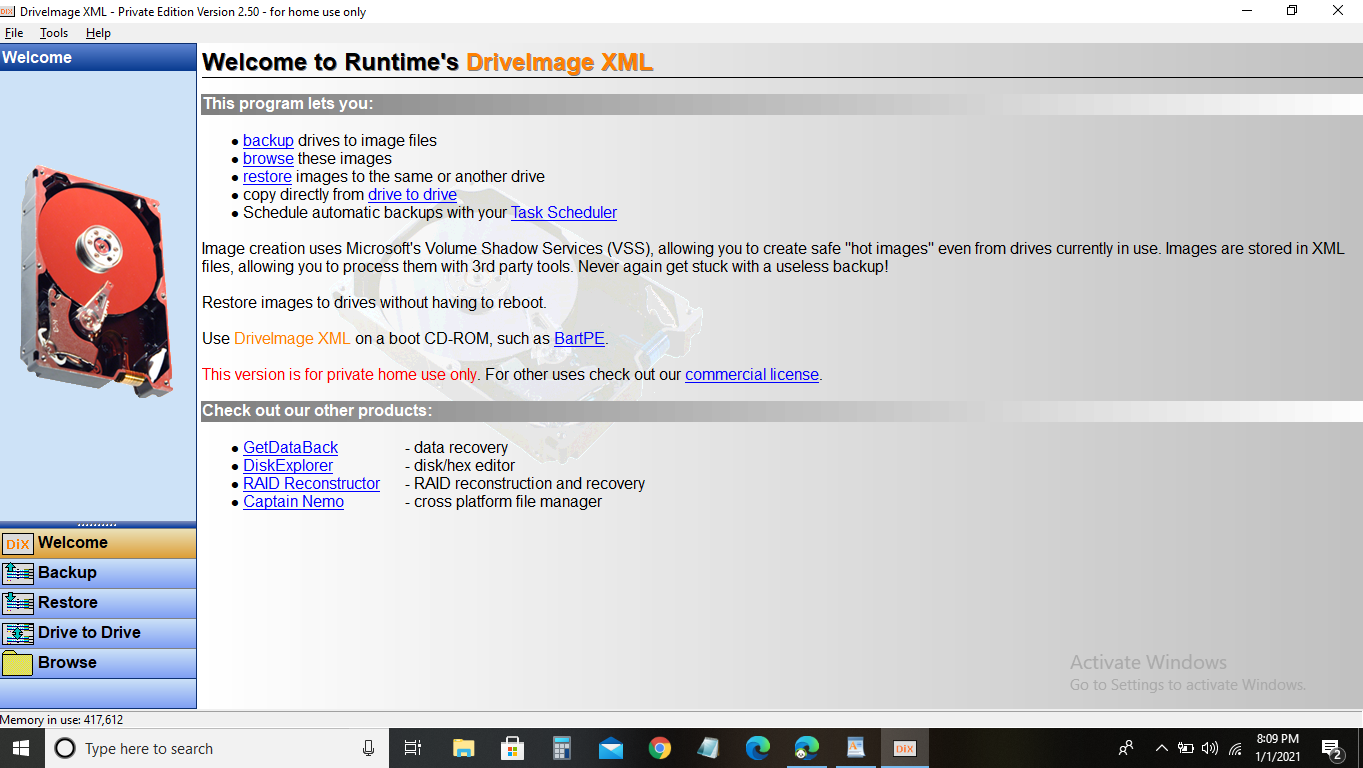 DriveImage XML - Private Edition Version 2.50 - for home use only
File Tools Help
Welcome
Welcome to Runtime's DriveImage XML
This program lets you:
● backup drives to image files
● browse these images
● restore images to the same or another drive
● copy directly from drive to drive
● Schedule automatic backups with your Task Scheduler
Image creation uses Microsoft's Volume Shadow Services (VSS), allowing you to create safe "hot images" even from drives currently in use. Images are stored in XML
files, allowing you to process them with 3rd party tools. Never again get stuck with a useless backup!
Restore images to drives without having to reboot.
Use DriveImage XML on a boot CD-ROM, such as BartPE.
This version is for private home use only. For other uses check out our commercial license.
Check out our other products:
● GetDataBack - data recovery
● DiskExplorer - disk/hex editor
● RAID Reconstructor - RAID reconstruction and recovery
● Captain Nemo - cross platform file manager
DiX Welcome
Backup
Restore
Drive to Drive
Browse
Activate Windows
Go to Settings to activate Windows.
Memory in use: 417,612
Type here to search
DiX
8:09 PM
1/1/2021
2